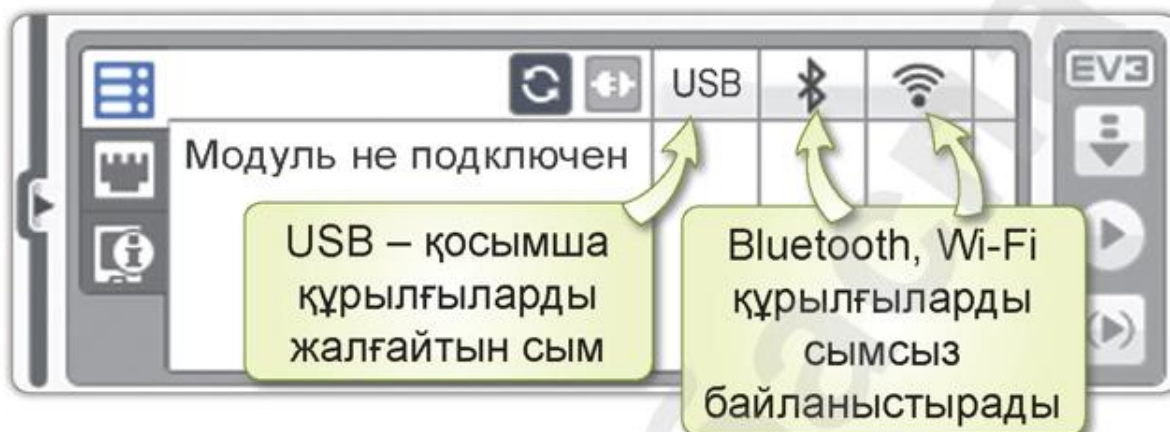 USB
EV3
Модуль не подключен
USB – қосымша
құрылғыларды
жалғайтын сым
Bluetooth, Wi-Fi
құрылғыларды
сымсыз
байланыстырады